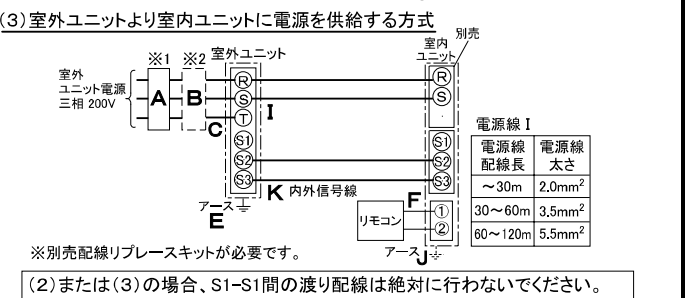 (3)室外ユニットより室内ユニットに電源を供給する方式
※1 ※2 室外ユニット
室内
ユニット
別売
室外
ユニット電源
三相 200V
A
B
C
R
S
T
S1
S2
S3
I
R
S
S1
S2
S3
K 内外信号線
アース
E
リモコン
F
①
②
アース
J
電源線 I
電源線
配線長
電源線
太さ
～30m 2.0mm²
30～60m 3.5mm²
60～120m 5.5mm²
※別売配線リプレースキットが必要です。
(2)または(3)の場合、S1-S1間の渡り配線は絶対に行わないでください。